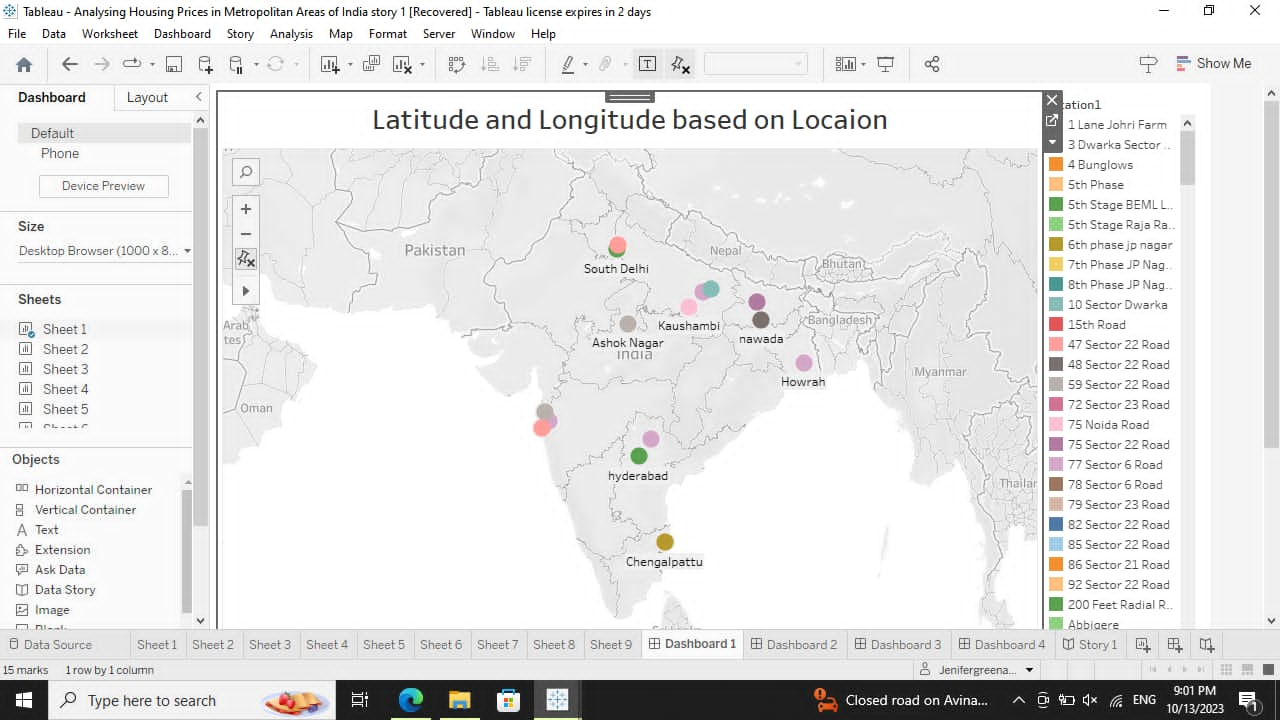 Tableau - Analysing Housing Prices in Metropolitan Areas of India story 1 [Recovered] - Tableau license expires in 2 days
File Data Worksheet Dashboard Story Analysis Map Format Server Window Help
Show Me
Dashboard Layout
Default
Phone
Device Preview
Size
Desktop Browser (1000 x 8...
Sheets
Sheet 1
Sheet 2
Sheet 3
Sheet 4
Sheet 5
Objects
Horizontal Container
Vertical Container
Text
Extension
Ask Data
Data Story
Image
Latitude and Longitude based on Locaion
Pakistan
Nepal
Bhutan
South Delhi
Kaushambi
Bangladesh
Ashok Nagar
nawada
India
Arab
tes
Oman
Howrah
Myanmar
hyderabad
Thailar
Chengalpattu
ation1
1 Lane Johri Farm
3 Dwarka Sector ..
4 Bunglows
5th Phase
5th Stage BEML L..
5th Stage Raja Ra..
6th phase jp nagar
7th Phase JP Nag..
8th Phase JP Nag..
10 Sector Dwarka
15th Road
47 Sector 22 Road
48 Sector 22 Road
59 Sector 22 Road
72 Sector 23 Road
75 Noida Road
75 Sector 22 Road
77 Sector 6 Road
78 Sector 6 Road
79 Sector 23 Road
82 Sector 22 Road
85 Sector 22 Road
86 Sector 21 Road
92 Sector 22 Road
200 Feet Radial R..
Abbigere
Data Source Sheet 1 Sheet 2 Sheet 3 Sheet 4 Sheet 5 Sheet 6 Sheet 7 Sheet 8 Sheet 9 Dashboard 1 Dashboard 2 Dashboard 3 Dashboard 4 Story 1
15 marks 1 row by 1 column Jenifergreena...
Type here to search
Closed road on Avina...
ENG
9:01 PM
10/13/2023
1